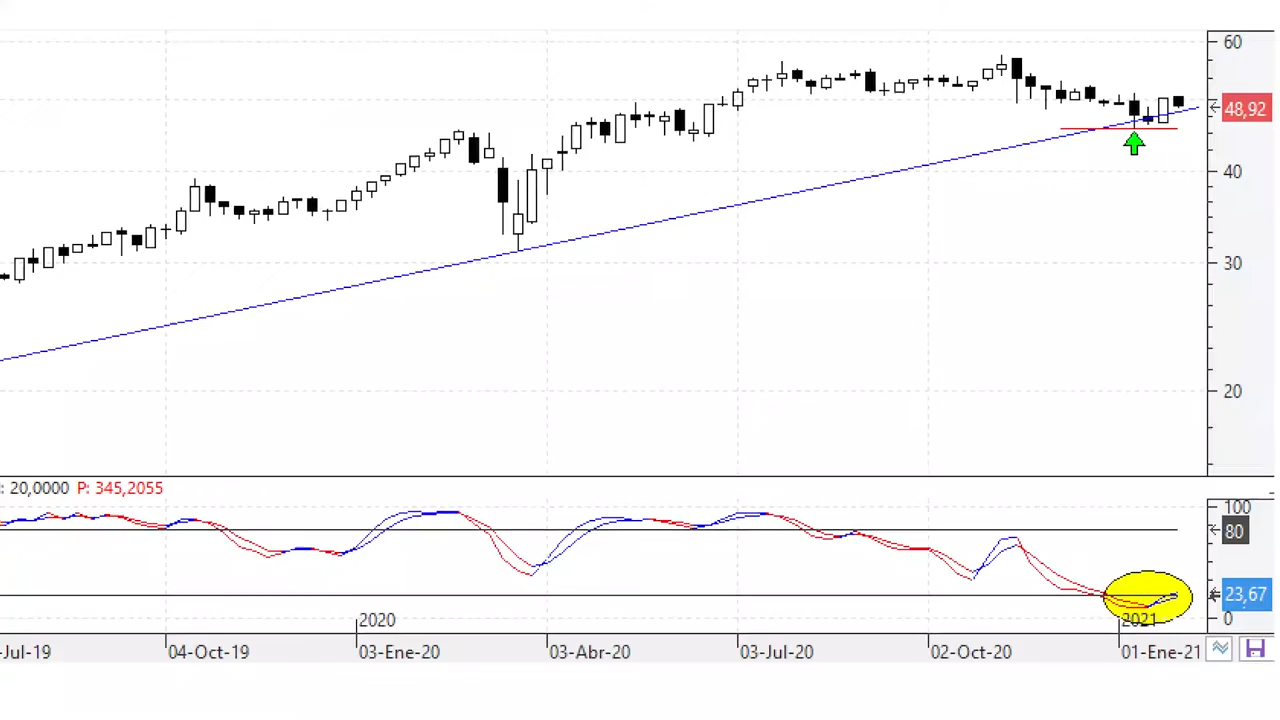 60
48,92
40
30
20
: 20,0000 P: 345,2055
100
80
23,67
0
2020
2021
-Jul-19
04-Oct-19
03-Ene-20
03-Abr-20
03-Jul-20
02-Oct-20
01-Ene-21